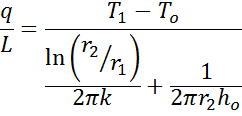 q/L = (T₁ − Tₒ) / (ln(r₂/r₁)/(2πk) + 1/(2πr₂hₒ))